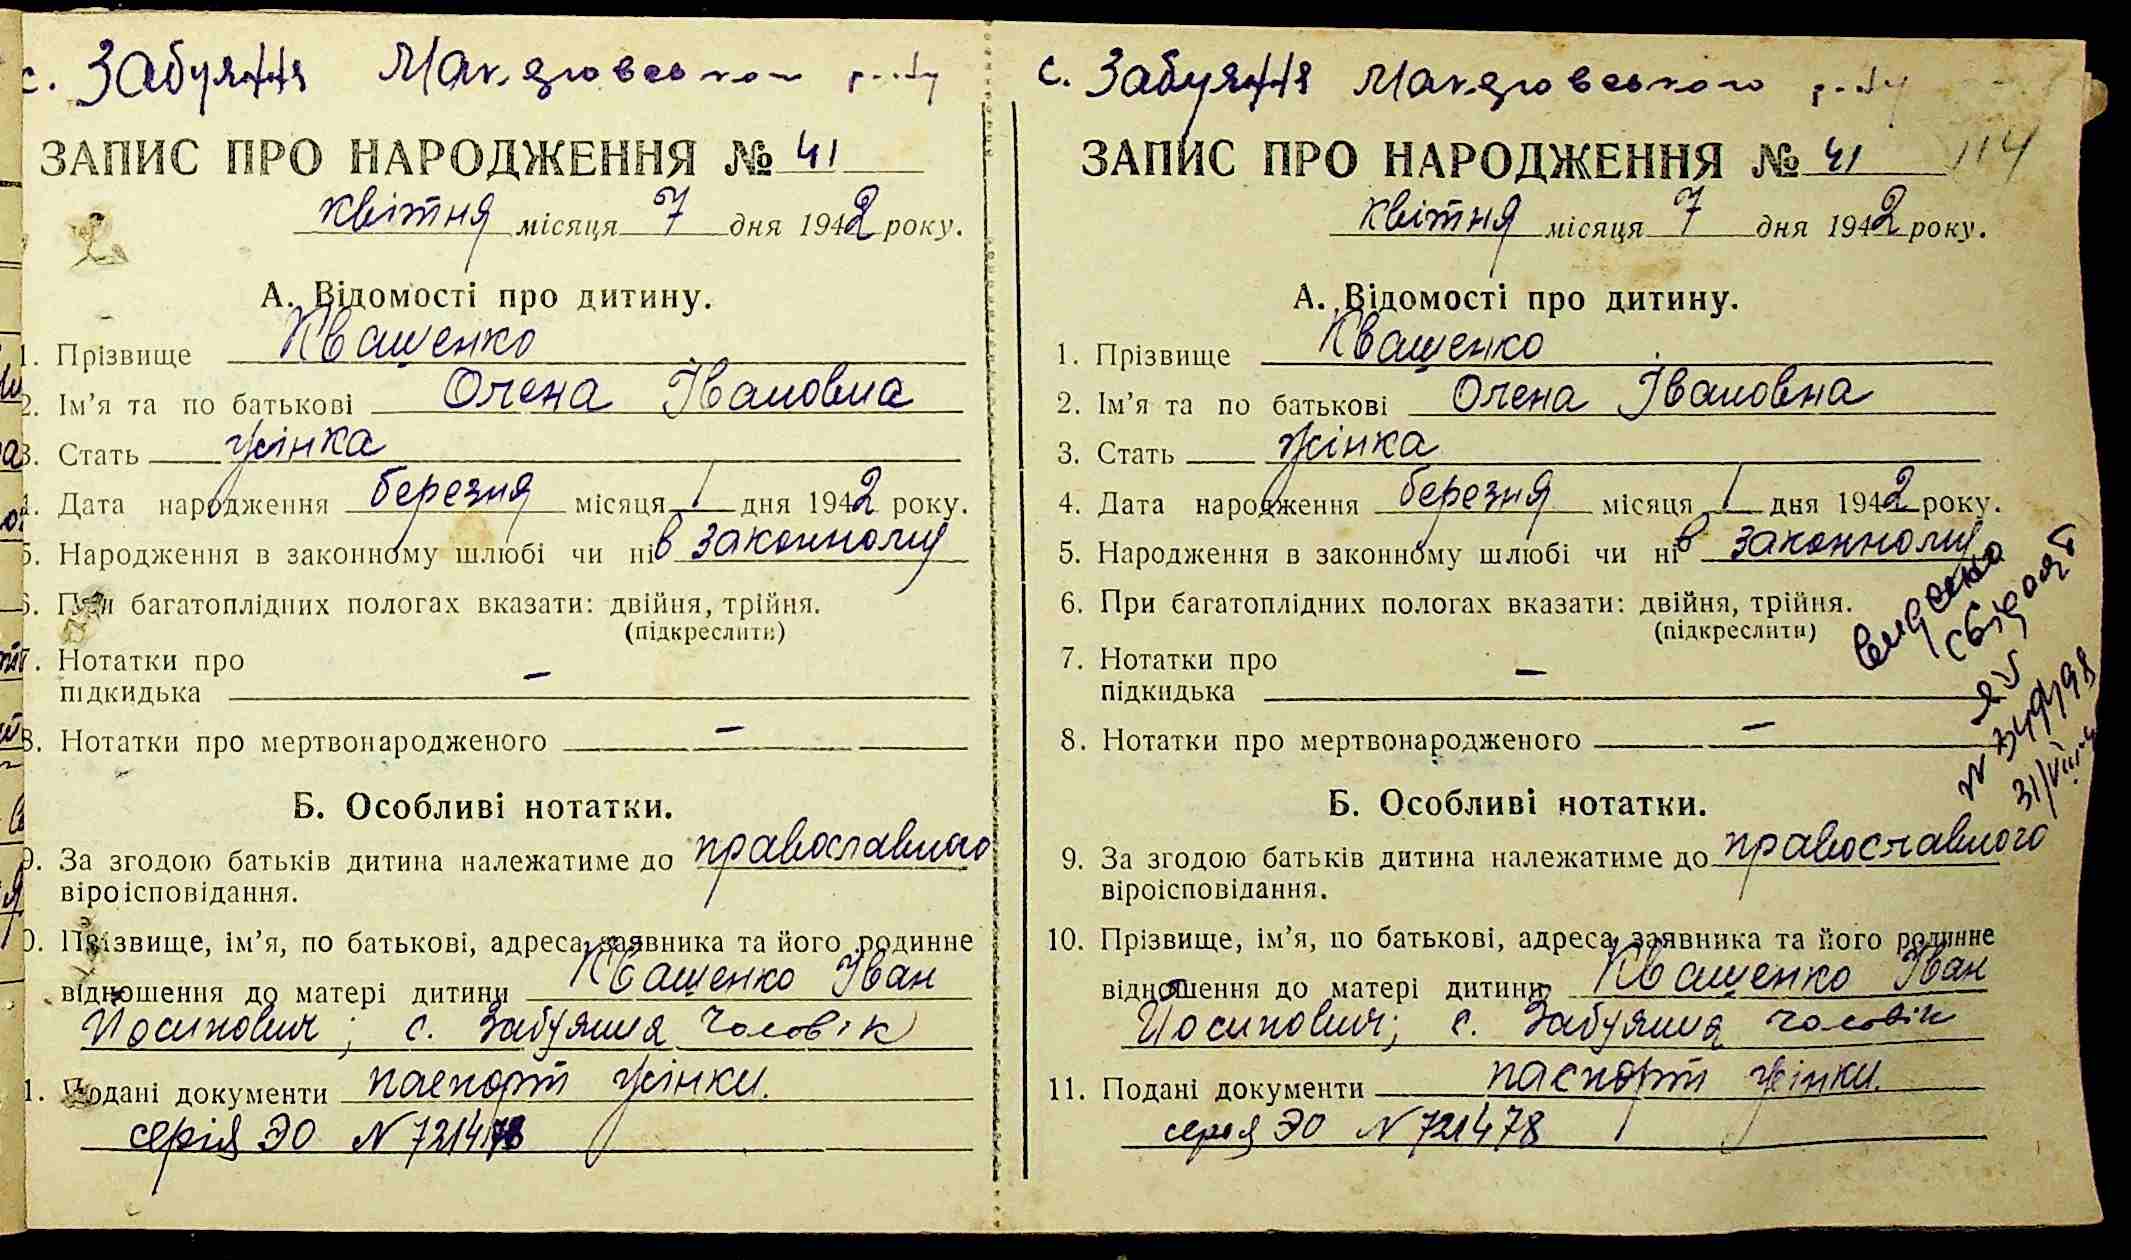 с. Забуяння Макарівського р-ну
ЗАПИС ПРО НАРОДЖЕННЯ № 41
квітня місяця 7 дня 1942 року.
А. Відомості про дитину.
1. Прізвище Квашенко
2. Ім’я та по батькові Олена Івановна
3. Стать жінка
4. Дата народження березня місяця 1 дня 1942 року.
5. Народження в законному шлюбі чи ні в законному
6. При багатоплідних пологах вказати: двійня, трійня.
(підкреслити)
7. Нотатки про
підкидька —
8. Нотатки про мертвонародженого —
Б. Особливі нотатки.
9. За згодою батьків дитина належатиме до православного
віроісповідання.
10. Прізвище, ім’я, по батькові, адреса заявника та його родинне
відношення до матері дитини Квашенко Іван
Йосипович; с. Забуяння чоловік
11. Подані документи паспорт жінки.
серія ЭО N 721478
с. Забуяння Макарівського р-ну
ЗАПИС ПРО НАРОДЖЕННЯ № 41
114
квітня місяця 7 дня 1942 року.
А. Відомості про дитину.
1. Прізвище Квашенко
2. Ім’я та по батькові Олена Івановна
3. Стать жінка
4. Дата народження березня місяця 1 дня 1942 року.
5. Народження в законному шлюбі чи ні в законному
6. При багатоплідних пологах вказати: двійня, трійня.
(підкреслити)
7. Нотатки про
підкидька —
8. Нотатки про мертвонародженого —
Б. Особливі нотатки.
9. За згодою батьків дитина належатиме до православного
віроісповідання.
10. Прізвище, ім’я, по батькові, адреса заявника та його родинне
відношення до матері дитини Квашенко Іван
Йосипович; с. Забуяння чоловік
11. Подані документи паспорт жінки.
серія ЭО N 721478
видано
свідоцт